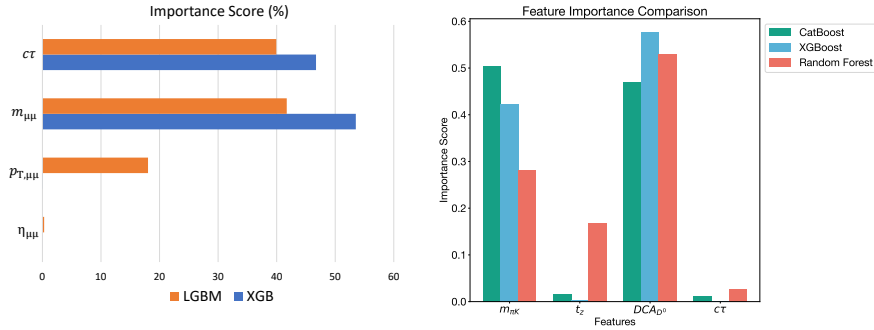 Importance Score (%)
cτ
m_μμ
p_T,μμ
η_μμ
0 10 20 30 40 50 60
LGBM XGB
Feature Importance Comparison
CatBoost
XGBoost
Random Forest
Importance Score
0.6
0.5
0.4
0.3
0.2
0.1
0.0
m_πK t_z DCA_D⁰ cτ
Features